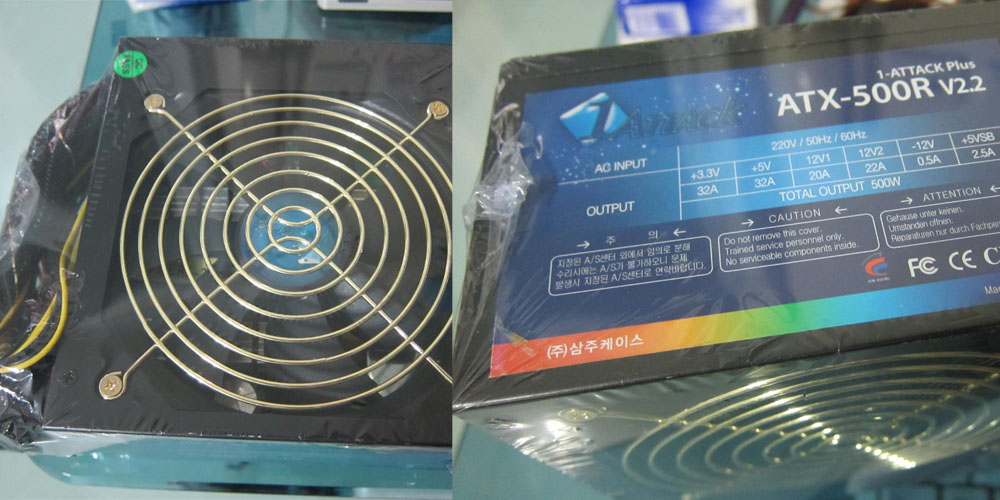 QC
PASS
1-ATTACK Plus
ATX-500R V2.2
1Attack
AC INPUT
220V / 50Hz / 60Hz
+3.3V +5V 12V1 12V2 -12V +5VSB
OUTPUT
32A 32A 20A 22A 0.5A 2.5A
TOTAL OUTPUT 500W
→ 주 의 ←
지정된 A/S센터 외에서 임의로 분해
수리시에는 A/S가 불가하오니 문제
발생시 지정된 A/S센터로 연락바랍니다.
→ CAUTION ←
Do not remove this cover.
Trained service personnel only.
No serviceable components inside.
→ ATTENTION ←
Gehause unter keinen.
Umstanden offnen.
Reparaturen nur durch
FC CE
(주)삼주케이스